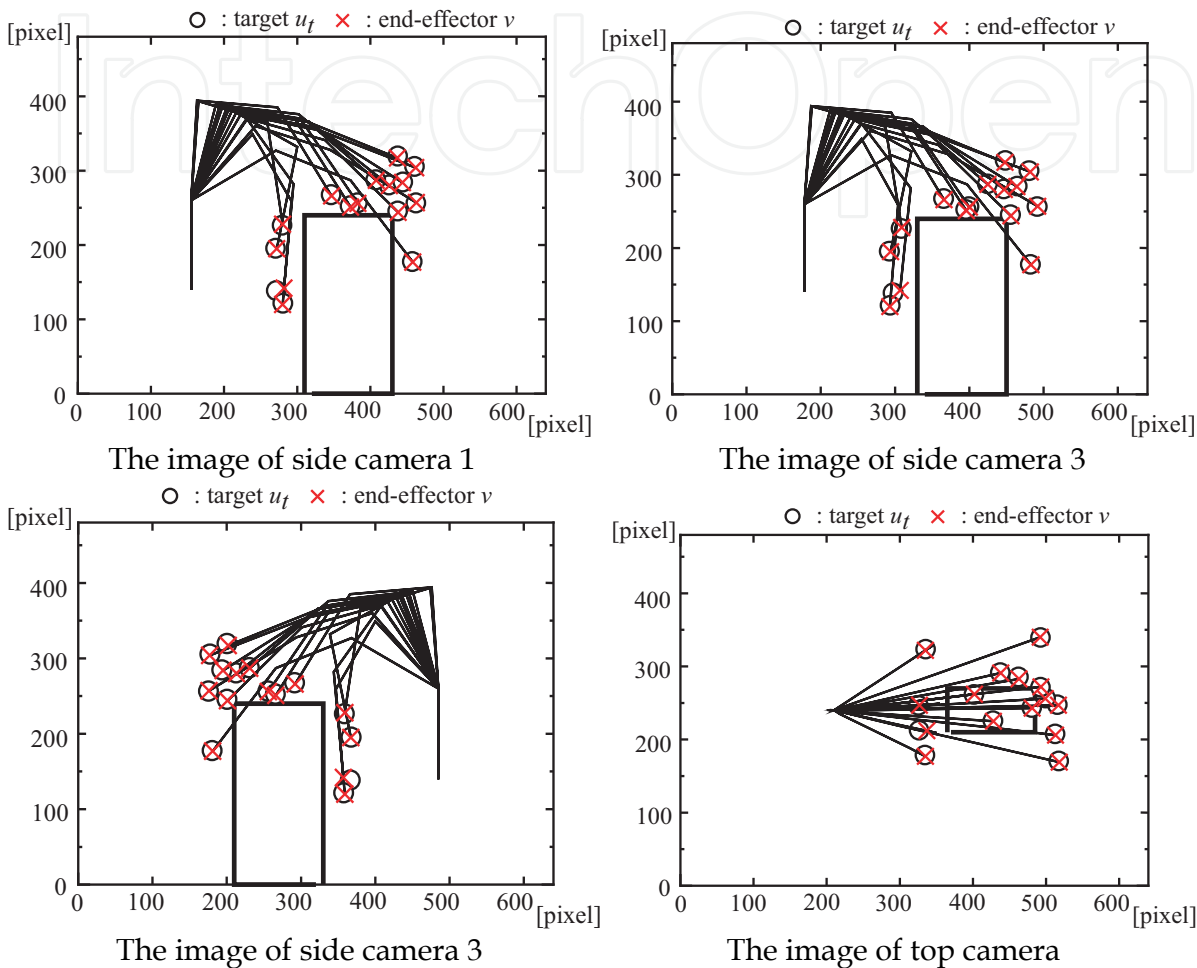 IntechOpen
: target u_t : end-effector v
: target u_t : end-effector v
[pixel]
[pixel]
400
300
200
100
0
0 100 200 300 400 500 600
[pixel]
400
300
200
100
0
0 100 200 300 400 500 600
[pixel]
The image of side camera 1
The image of side camera 3
: target u_t : end-effector v
: target u_t : end-effector v
[pixel]
[pixel]
400
300
200
100
0
0 100 200 300 400 500 600
[pixel]
400
300
200
100
0
0 100 200 300 400 500 600
[pixel]
The image of side camera 3
The image of top camera